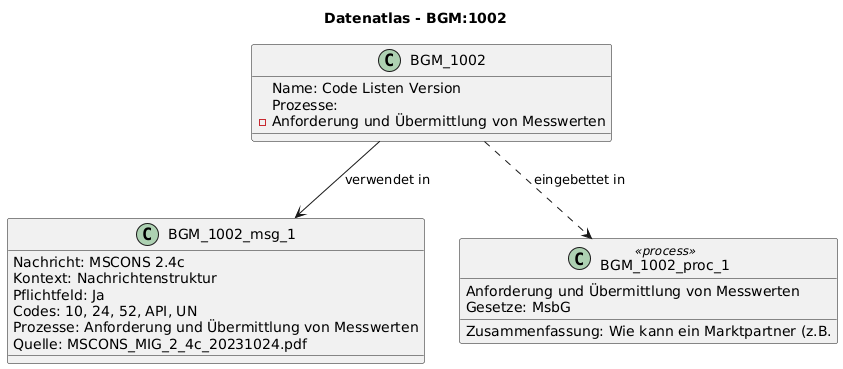 Datenatlas - BGM:1002
C BGM_1002
Name: Code Listen Version
Prozesse:
Anforderung und Übermittlung von Messwerten
verwendet in
eingebettet in
C BGM_1002_msg_1
Nachricht: MSCONS 2.4c
Kontext: Nachrichtenstruktur
Pflichtfeld: Ja
Codes: 10, 24, 52, API, UN
Prozesse: Anforderung und Übermittlung von Messwerten
Quelle: MSCONS_MIG_2_4c_20231024.pdf
«process»
C BGM_1002_proc_1
Anforderung und Übermittlung von Messwerten
Gesetze: MsbG
Zusammenfassung: Wie kann ein Marktpartner (z.B.